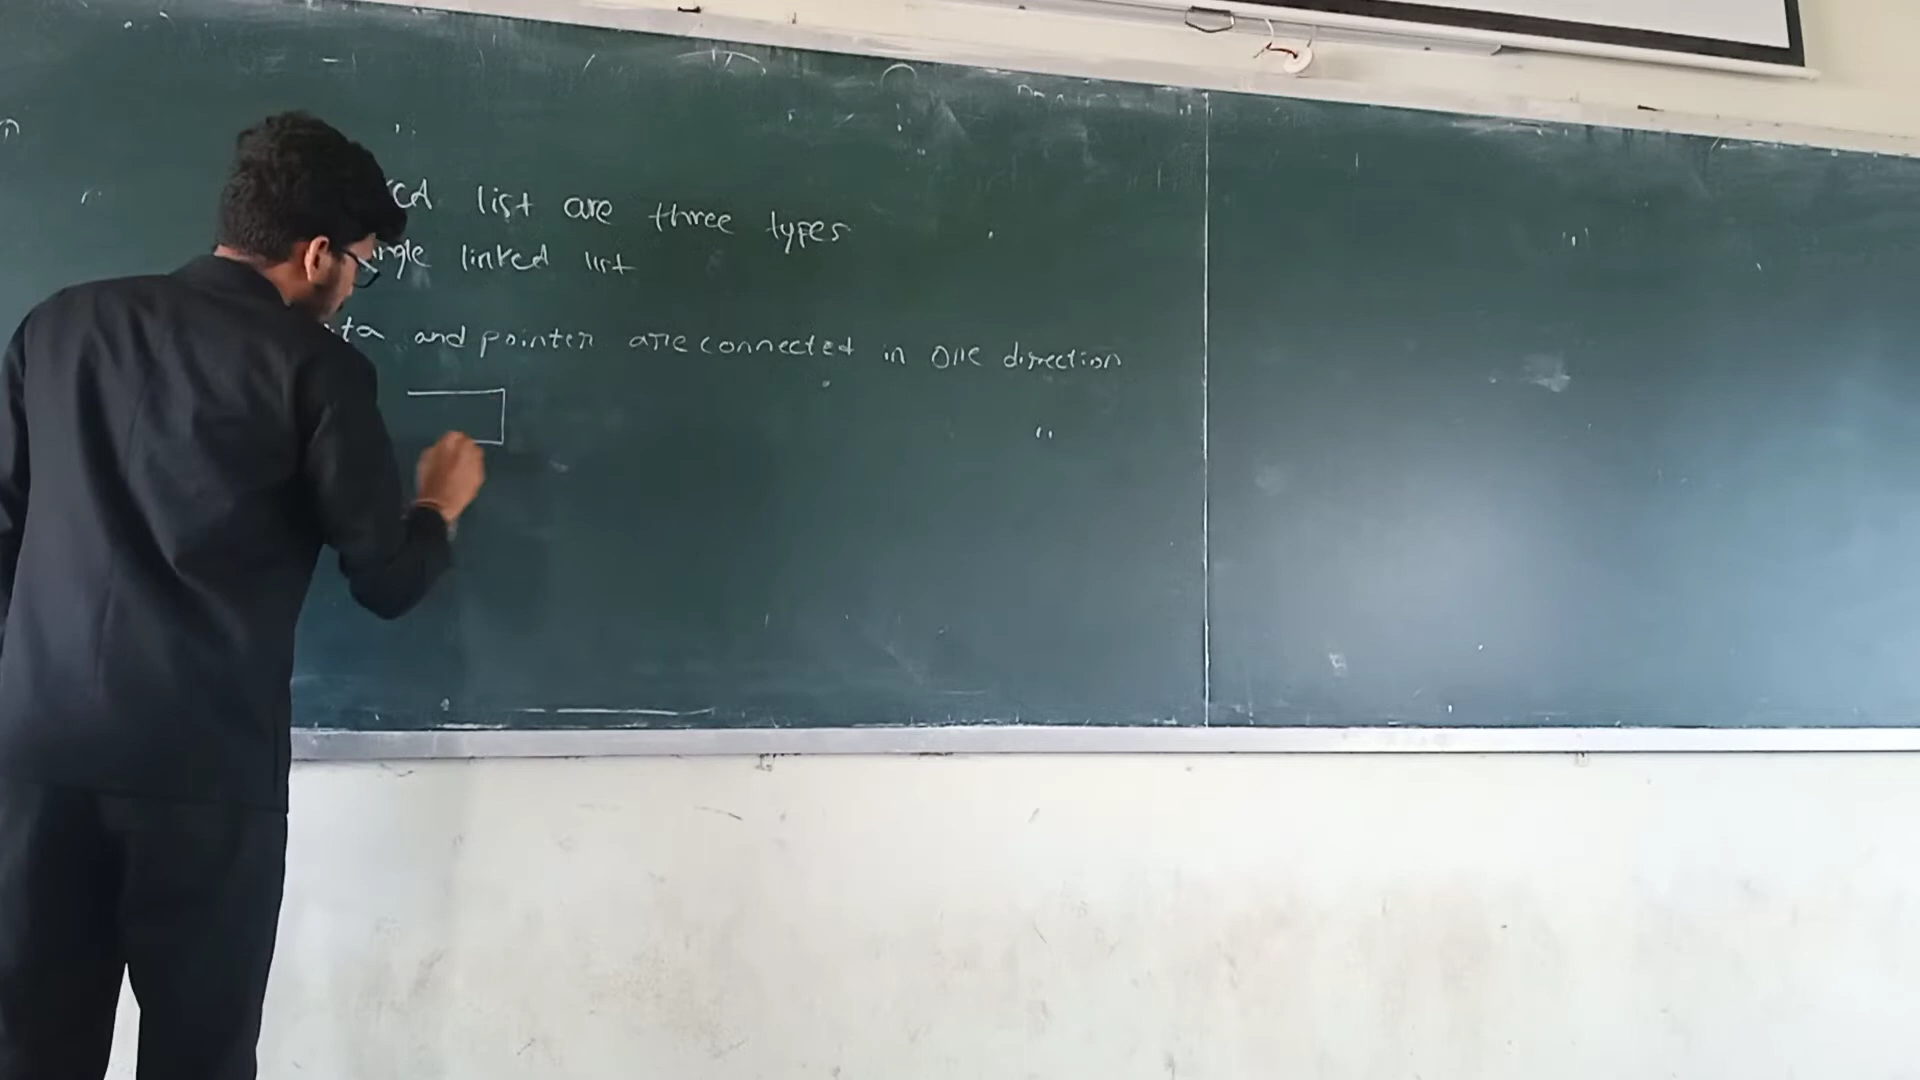 list are three types
linked list
and pointer are connected in one direction